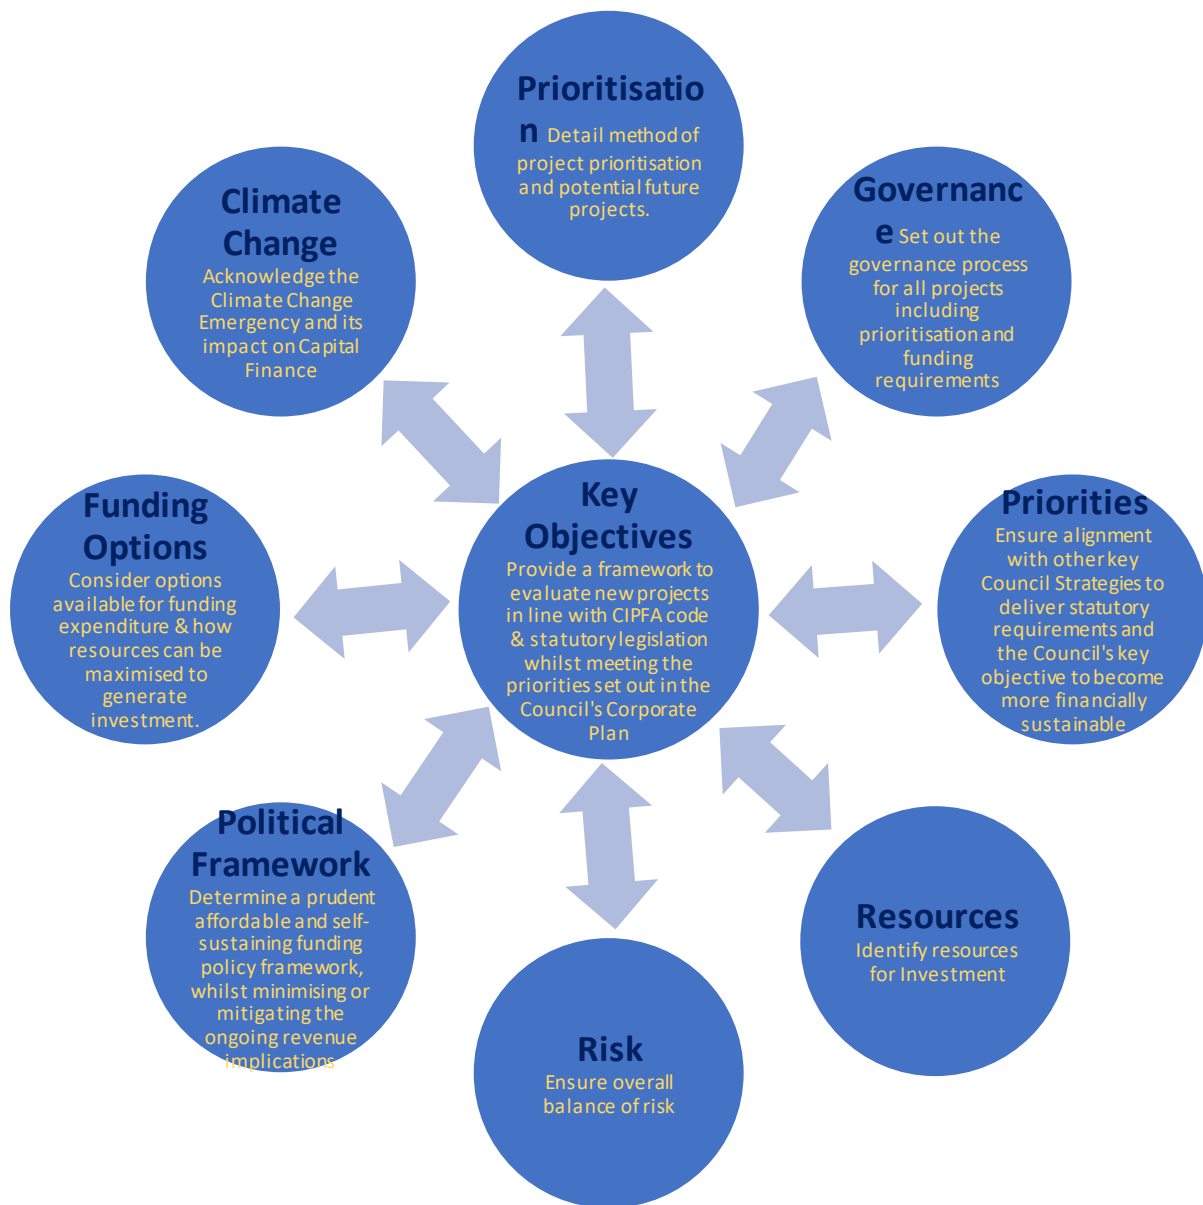 Prioritisatio
n Detail method of
project prioritisation
and potential future
projects.
Governanc
e Set out the
governance process
for all projects
including
prioritisation and
funding
requirements
Priorities
Ensure alignment
with other key
Council Strategies to
deliver statutory
requirements and
the Council's key
objective to become
more financially
sustainable
Resources
Identify resources
for Investment
Risk
Ensure overall
balance of risk
Political
Framework
Determine a prudent
affordable and self-
sustaining funding
policy framework,
whilst minimising or
mitigating the
ongoing revenue
implications
Funding
Options
Consider options
available for funding
expenditure & how
resources can be
maximised to
generate
investment.
Climate
Change
Acknowledge the
Climate Change
Emergency and its
impact on Capital
Finance
Key
Objectives
Provide a framework to
evaluate new projects
in line with CIPFA code
& statutory legislation
whilst meeting the
priorities set out in the
Council's Corporate
Plan